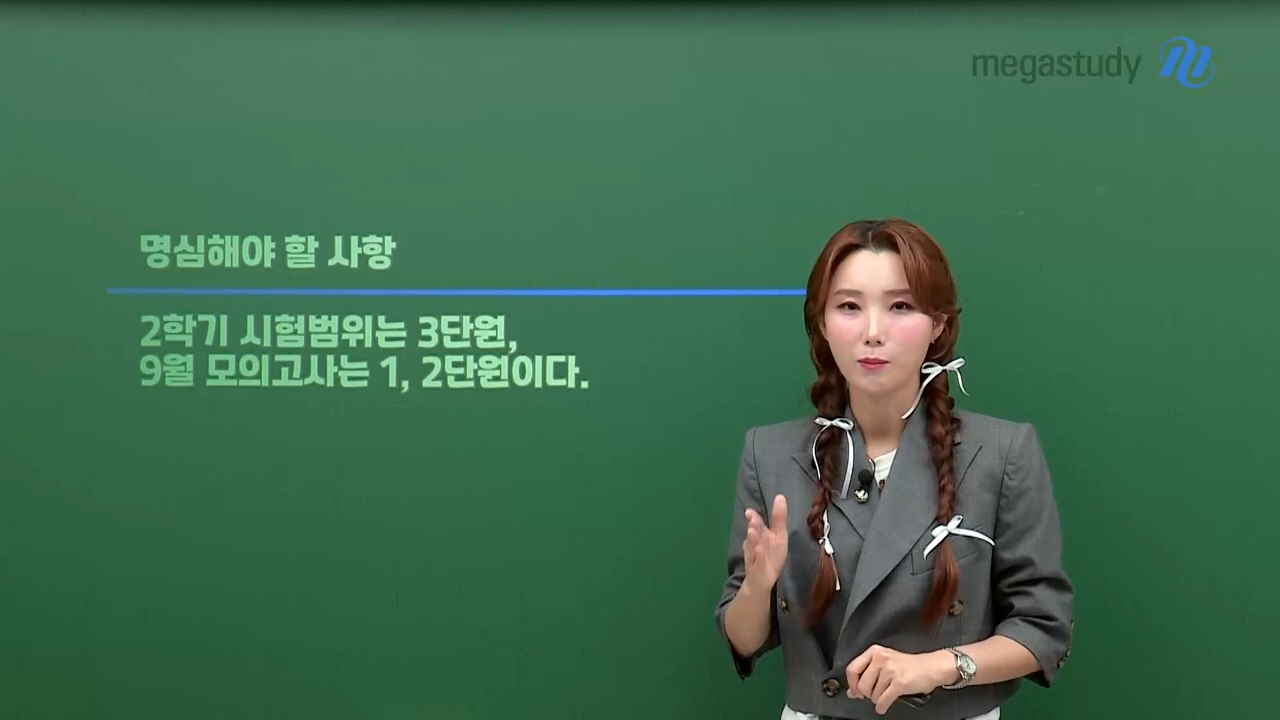 megastudy
명심해야 할 사항
2학기 시험범위는 3단원,
9월 모의고사는 1, 2단원이다.